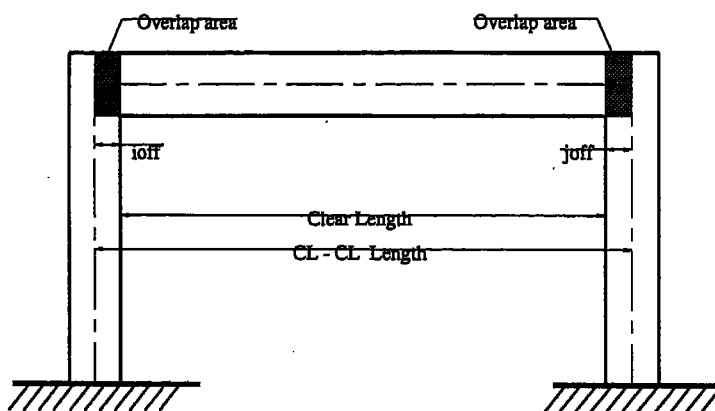 Overlap area
Overlap area
ioff
joff
Clear Length
CL - CL Length